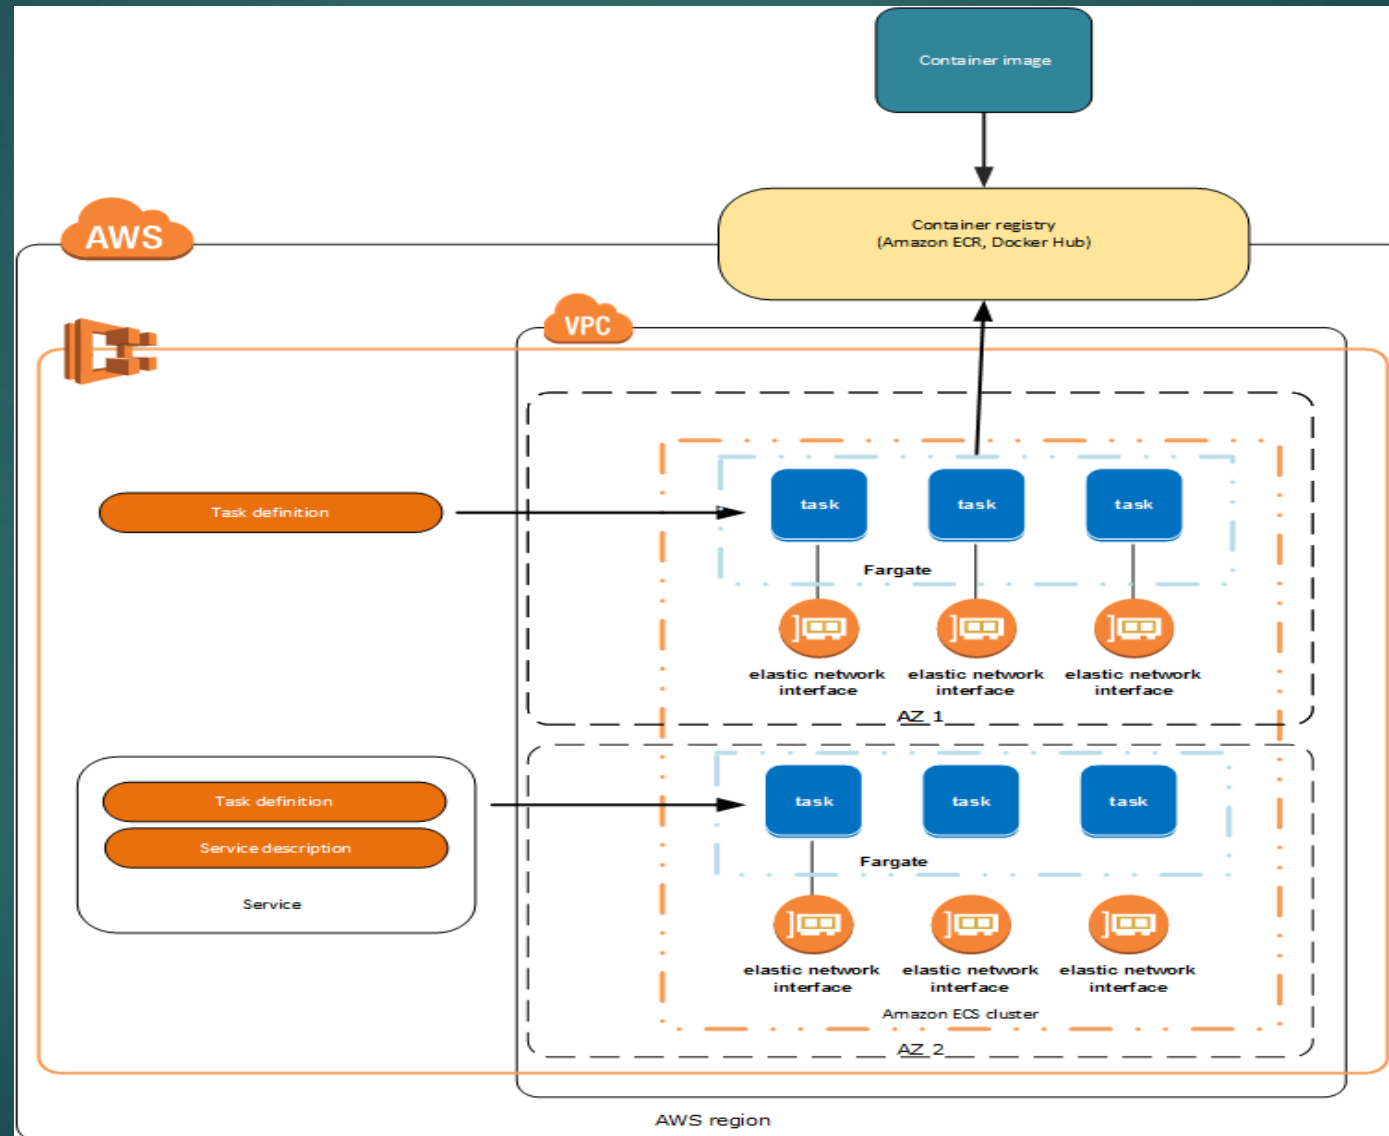 Container image
Container registry
(Amazon ECR, Docker Hub)
AWS
VPC
Task definition
task
task
task
Fargate
elastic network
interface
elastic network
interface
elastic network
interface
AZ 1
Task definition
Service description
Service
task
task
task
Fargate
elastic network
interface
elastic network
interface
elastic network
interface
Amazon ECS cluster
AZ 2
AWS region